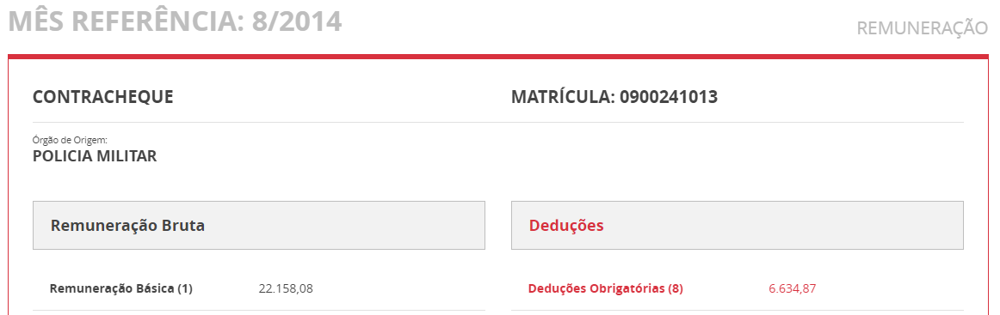 MÊS REFERÊNCIA: 8/2014
REMUNERAÇÃO
CONTRACHEQUE
MATRÍCULA: 0900241013
Órgão de Origem:
POLICIA MILITAR
Remuneração Bruta
Deduções
Remuneração Básica (1) 22.158,08
Deduções Obrigatórias (8) 6.634,87